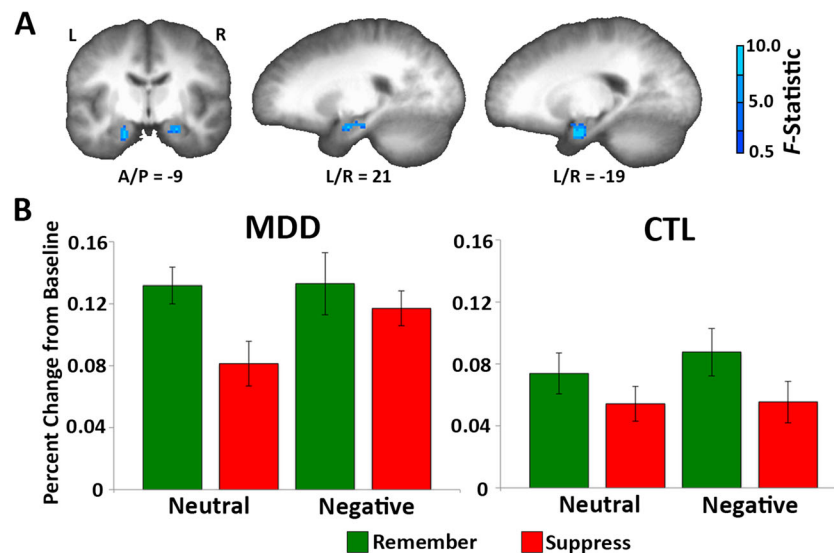 A
L
R
A/P = -9
L/R = 21
L/R = -19
10.0
5.0
0.5
F-Statistic
B
MDD
Percent Change from Baseline
0.16
0.12
0.08
0.04
0
Neutral
Negative
CTL
0.16
0.12
0.08
0.04
0
Neutral
Negative
Remember
Suppress